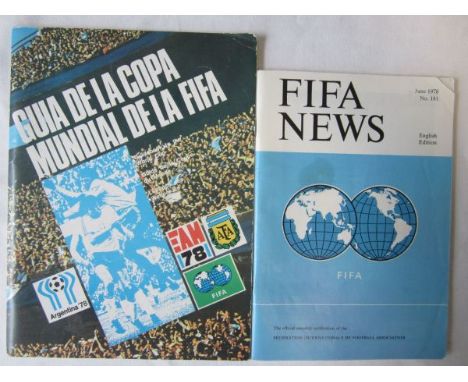 GUIA DE LA COPA
MUNDIAL DE LA FIFA
EAM
78
AFA
FIFA
Argentina '78
FIFA
NEWS
June 1978
No. 181
English
Edition
FIFA
The official monthly publication of the
FEDERATION INTERNATIONALE DE FOOTBALL ASSOCIATION